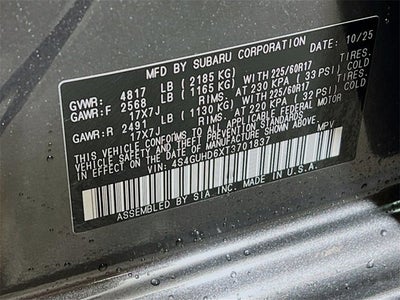 MFD BY SUBARU CORPORATION DATE: 10/25
GVWR: 4817 LB (2185 KG)
GAWR:F 2568 LB (1165 KG) WITH 225/60R17 TIRES.
17X7J RIMS. AT 230 KPA (33 PSI) COLD
GAWR:R 2491 LB (1130 KG) WITH 225/60R17 TIRES.
17X7J RIMS. AT 220 KPA (32 PSI) COLD
THIS VEHICLE CONFORMS TO ALL APPLICABLE FEDERAL MOTOR
VEHICLE SAFETY AND THEFT PREVENTION STANDARDS
IN EFFECT ON THE DATE OF MANUFACTURE SHOWN ABOVE.
VIN: 4S4GUHD6XT3701837 MPV
ASSEMBLED BY SIA INC. MADE IN U.S.A.